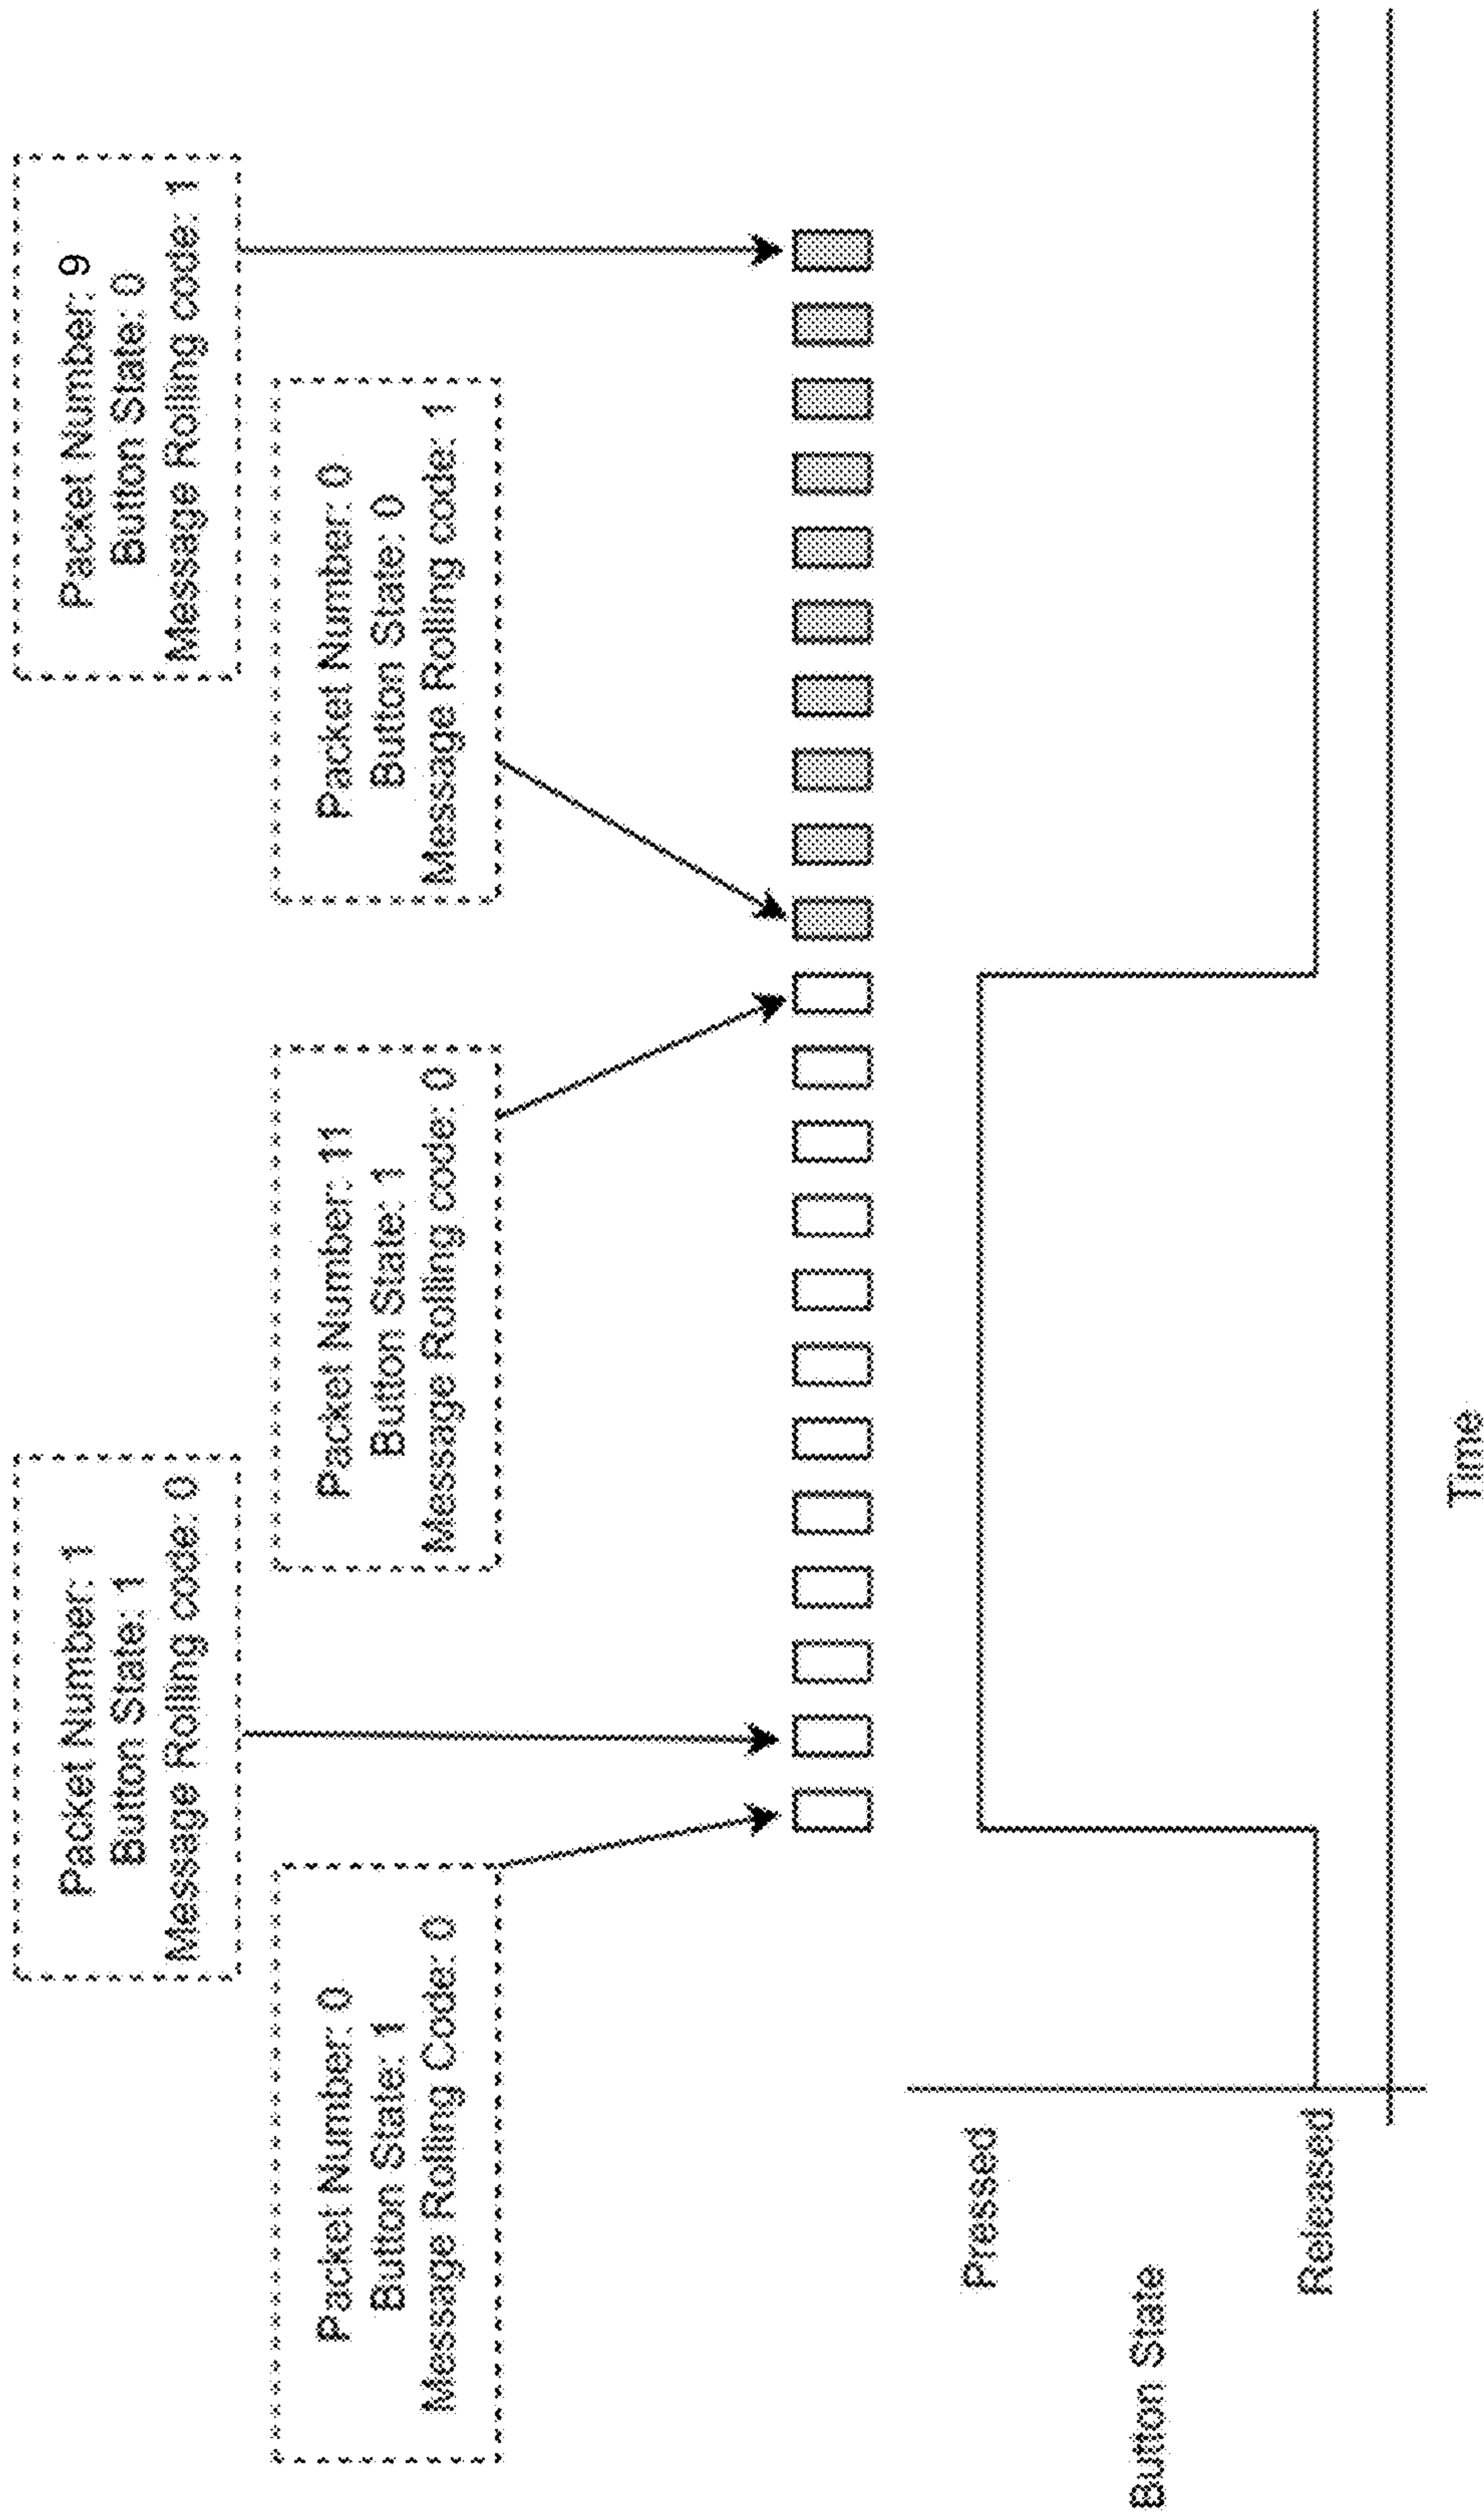 Packet Number: 1
Button State: 1
Message Rolling code: 0
Packet Number: 9
Button State: 0
Message Rolling code: 1
Packet Number: 0
Button State: 1
Message Rolling Code: 0
Packet Number: 11
Button State: 1
Message Rolling code: 0
Packet Number: 0
Button State: 0
Message Rolling code: 1
Pressed
Button State
Released
Time